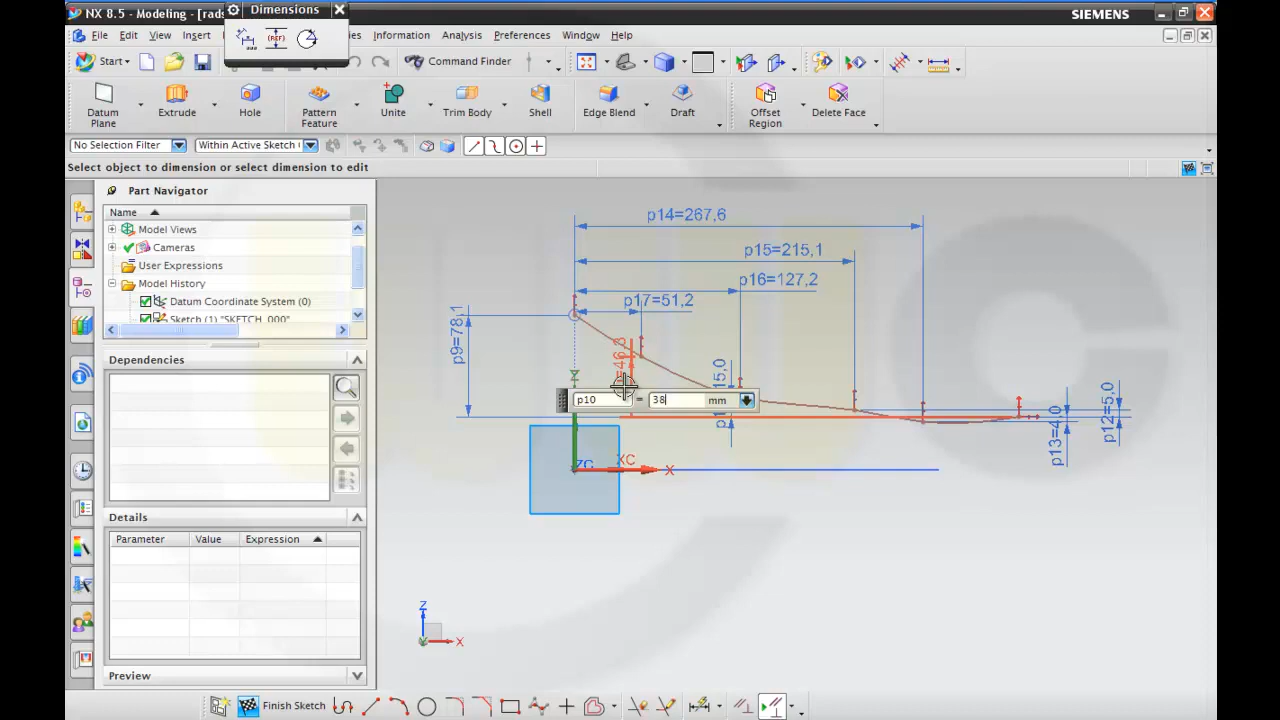 Dimensions
NX 8.5 - Modeling - [rads
SIEMENS
File Edit View Insert Information Analysis Preferences Window Help
Start Command Finder
Datum Plane Extrude Hole Pattern Feature Unite Trim Body Shell Edge Blend Draft Offset Region Delete Face
No Selection Filter Within Active Sketch
Select object to dimension or select dimension to edit
Part Navigator
Name
Model Views
Cameras
User Expressions
Model History
Datum Coordinate System (0)
Sketch (1) "SKETCH_000"
Dependencies
Details
Parameter Value Expression
Preview
p14=267,6
p15=215,1
p16=127,2
p17=51,2
p9=78,1
15,0
p10 = 38 mm
p12=5,0
p13=4,0
ZC
XC
X
Z
Y
X
Finish Sketch